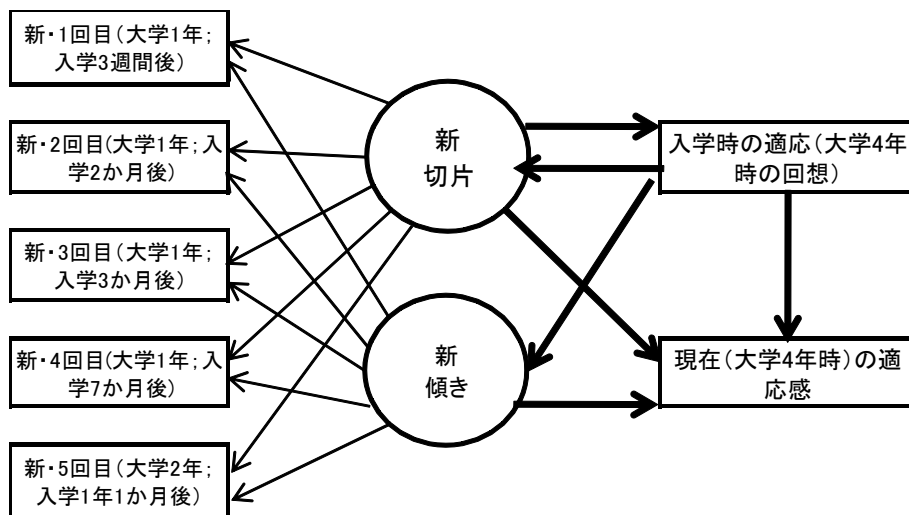 新・1回目(大学1年;
入学3週間後)
新・2回目(大学1年;入
学2か月後)
新・3回目(大学1年;
入学3か月後)
新・4回目(大学1年;入
学7か月後)
新・5回目(大学2年;
入学1年1か月後)
新
切片
新
傾き
入学時の適応(大学4年
時の回想)
現在(大学4年時)の適
応感